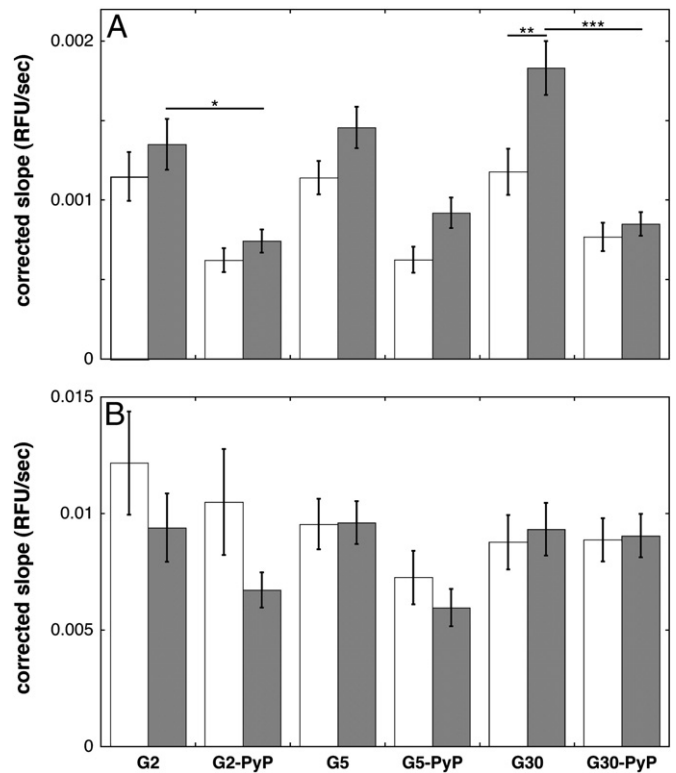 A
0.002
** ***
*
corrected slope (RFU/sec)
0.001
0
0.015
B
corrected slope (RFU/sec)
0.01
0.005
0
G2 G2-PyP G5 G5-PyP G30 G30-PyP